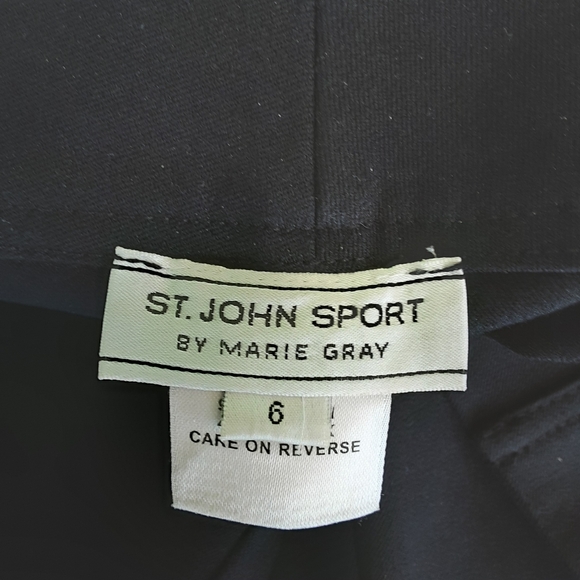 ST. JOHN SPORT
BY MARIE GRAY
6
CARE ON REVERSE